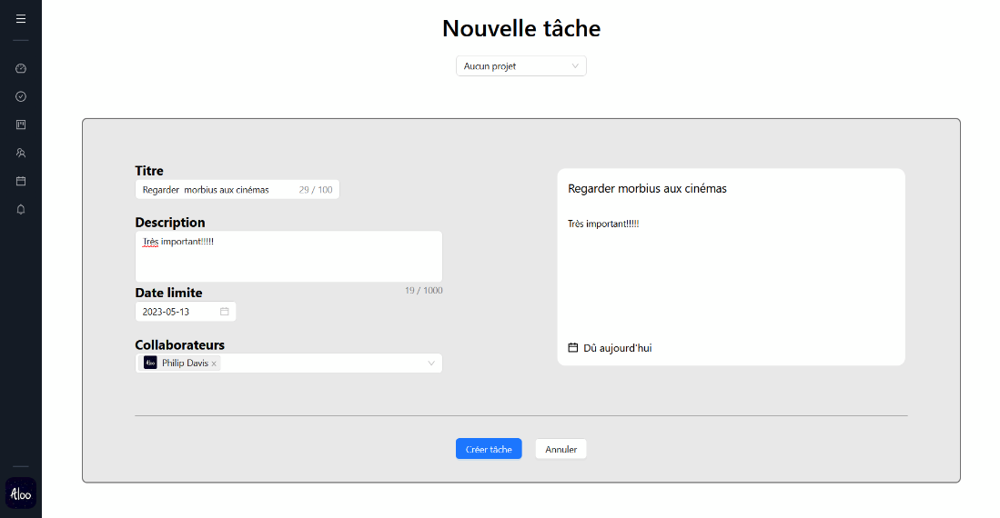 Nouvelle tâche
Aucun projet
Titre
Regarder  morbius aux cinémas 29 / 100
Description
Très important!!!!!
19 / 1000
Date limite
2023-05-13
Collaborateurs
Aloo Philip Davis ×
Regarder morbius aux cinémas
Très important!!!!!
Dû aujourd'hui
Créer tâche Annuler
Aloo